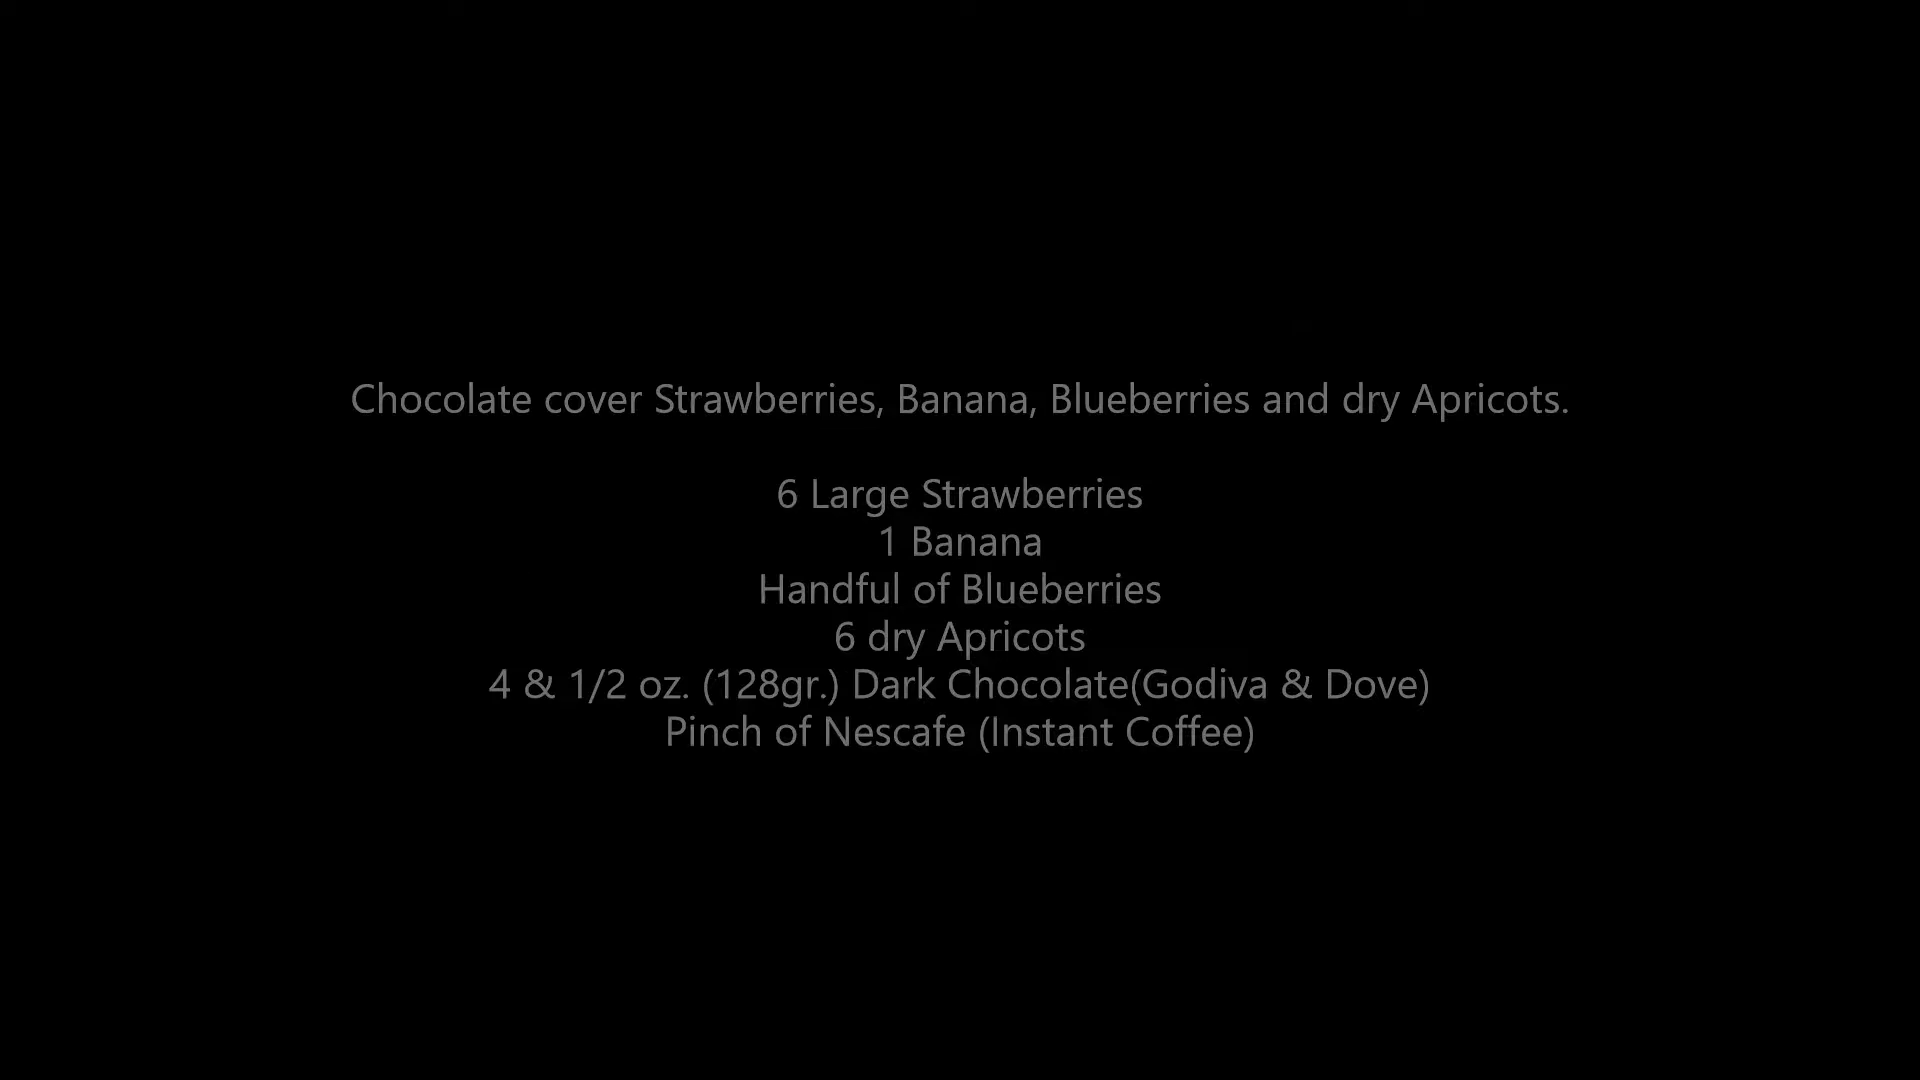 Chocolate cover Strawberries, Banana, Blueberries and dry Apricots.
6 Large Strawberries
1 Banana
Handful of Blueberries
6 dry Apricots
4 & 1/2 oz. (128gr.) Dark Chocolate(Godiva & Dove)
Pinch of Nescafe (Instant Coffee)